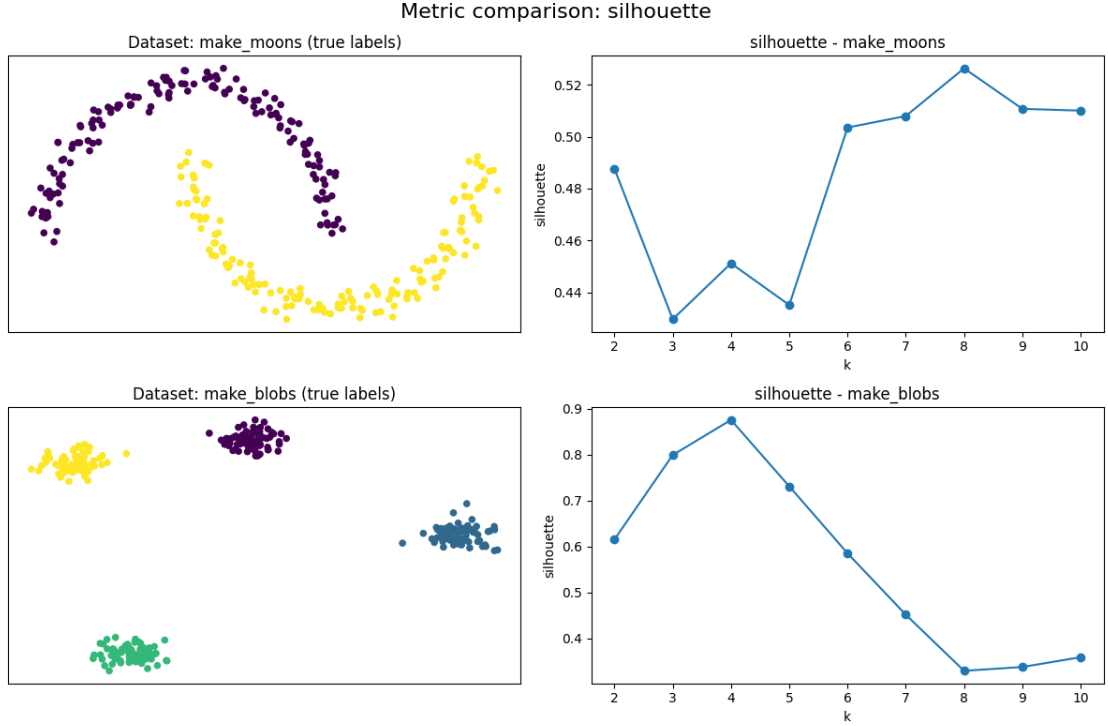 Metric comparison: silhouette
Dataset: make_moons (true labels)
silhouette - make_moons
0.52
0.50
0.48
0.46
0.44
silhouette
2 3 4 5 6 7 8 9 10
k
Dataset: make_blobs (true labels)
silhouette - make_blobs
0.9
0.8
0.7
0.6
0.5
0.4
silhouette
2 3 4 5 6 7 8 9 10
k